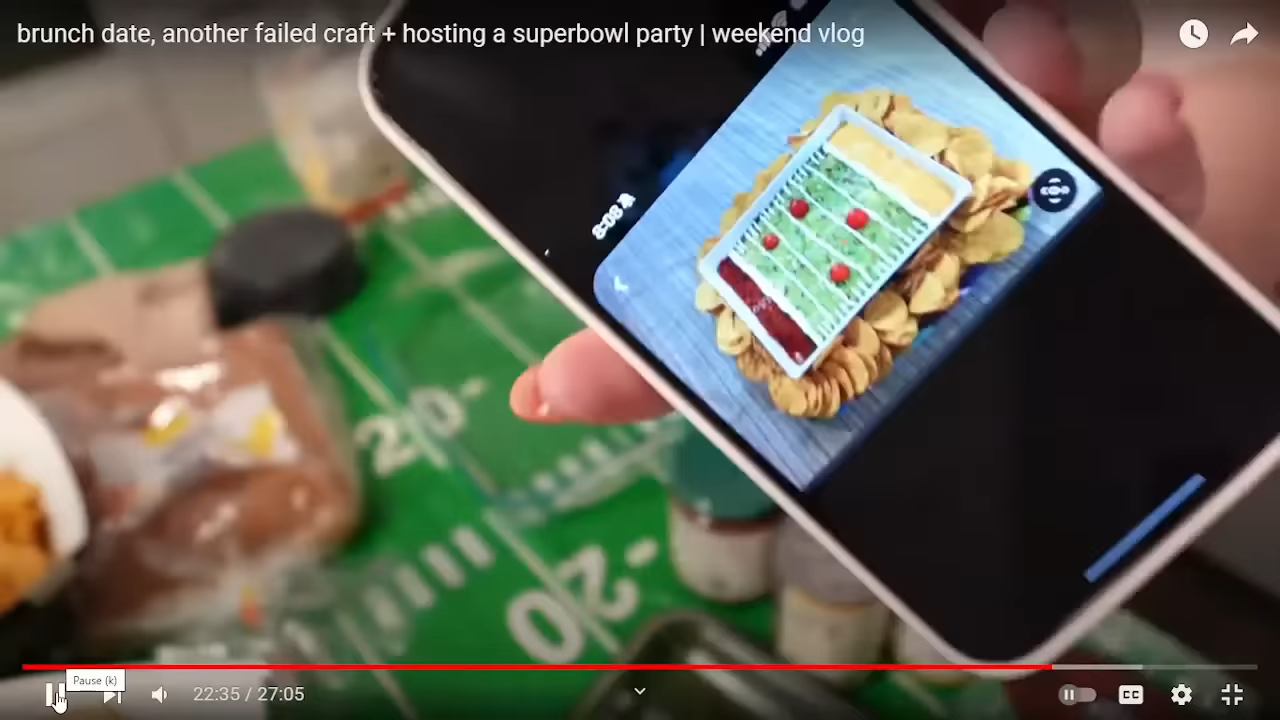 brunch date, another failed craft + hosting a superbowl party | weekend vlog
8:08
20-
20-
Pause (k)
22:35 / 27:05
CC